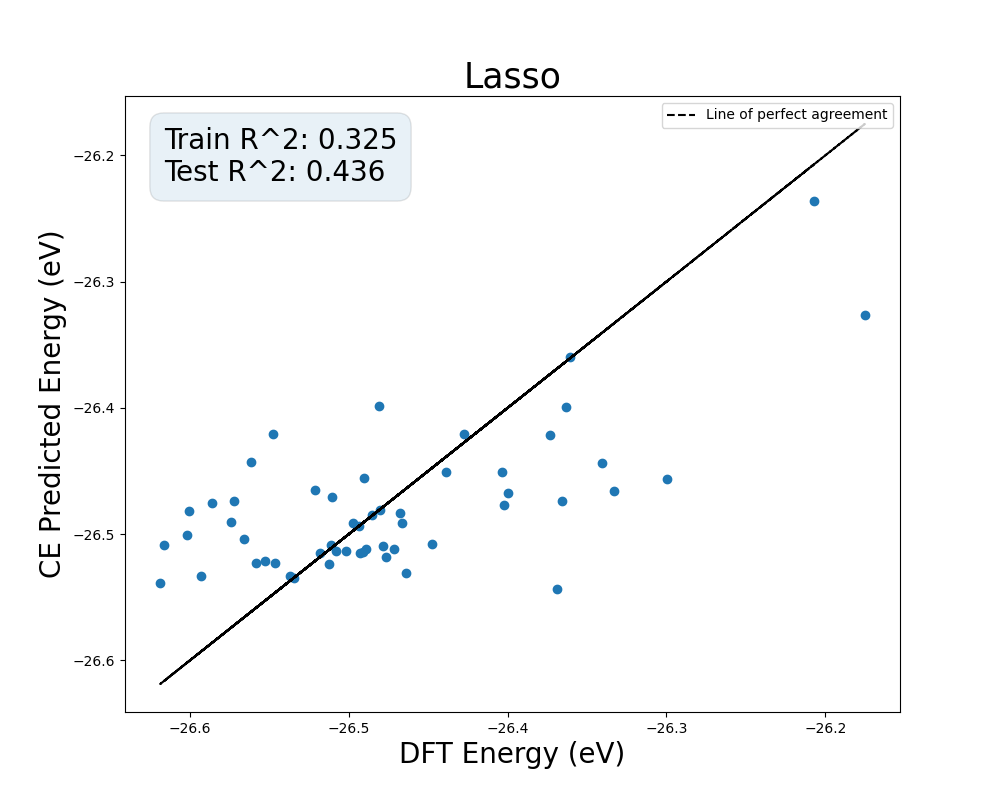 Lasso
Train R^2: 0.325
Test R^2: 0.436
Line of perfect agreement
CE Predicted Energy (eV)
−26.2
−26.3
−26.4
−26.5
−26.6
−26.6
−26.5
−26.4
−26.3
−26.2
DFT Energy (eV)